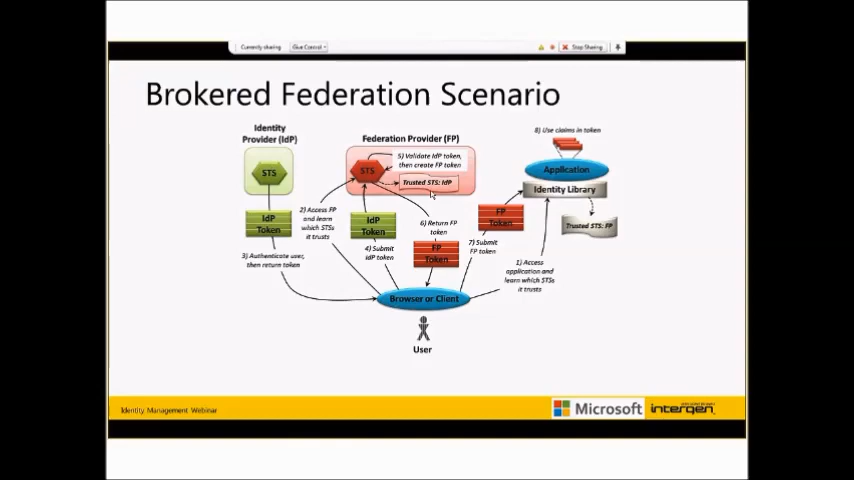 Currently sharing
Give Control
Stop Sharing
Brokered Federation Scenario
Identity
Provider (IdP)
Federation Provider (FP)
8) Use claims in token
STS
STS
5) Validate IdP token,
then create FP token
Trusted STS: IdP
Application
Identity Library
Trusted STS: FP
IdP
Token
2) Access FP
and learn
which STSs
it trusts
IdP
Token
6) Return FP
token
FP
Token
FP
Token
3) Authenticate user,
then return token
4) Submit
IdP token
7) Submit
FP token
1) Access
application and
learn which STSs
it trusts
Browser or Client
User
Identity Management Webinar
Microsoft
intergen